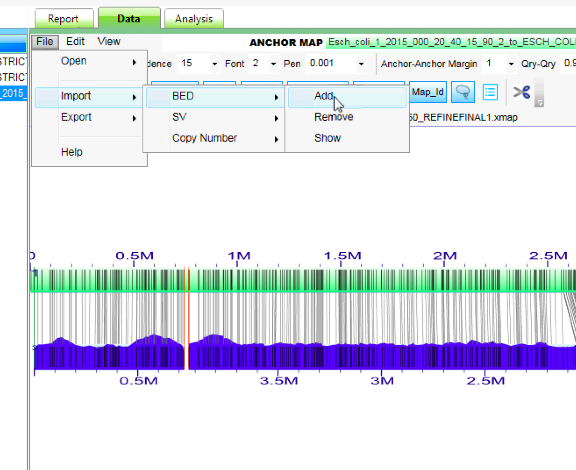 Report Data Analysis
File Edit View ANCHOR MAP Esch_coli_1_2015_000_20_40_15_90_2_to_ESCH_COLI
STRICT Open dence 15 Font 2 Pen 0.001 Anchor-Anchor Margin 1 Qry-Qry 0.9
STRICT
_2015_ Import BED Add Map_Id
Export SV Remove 50_REFINEFINAL1.xmap
Copy Number Show
Help
0 0.5M 1M 1.5M 2M 2.5M
0.5M 3.5M 3M 2.5M